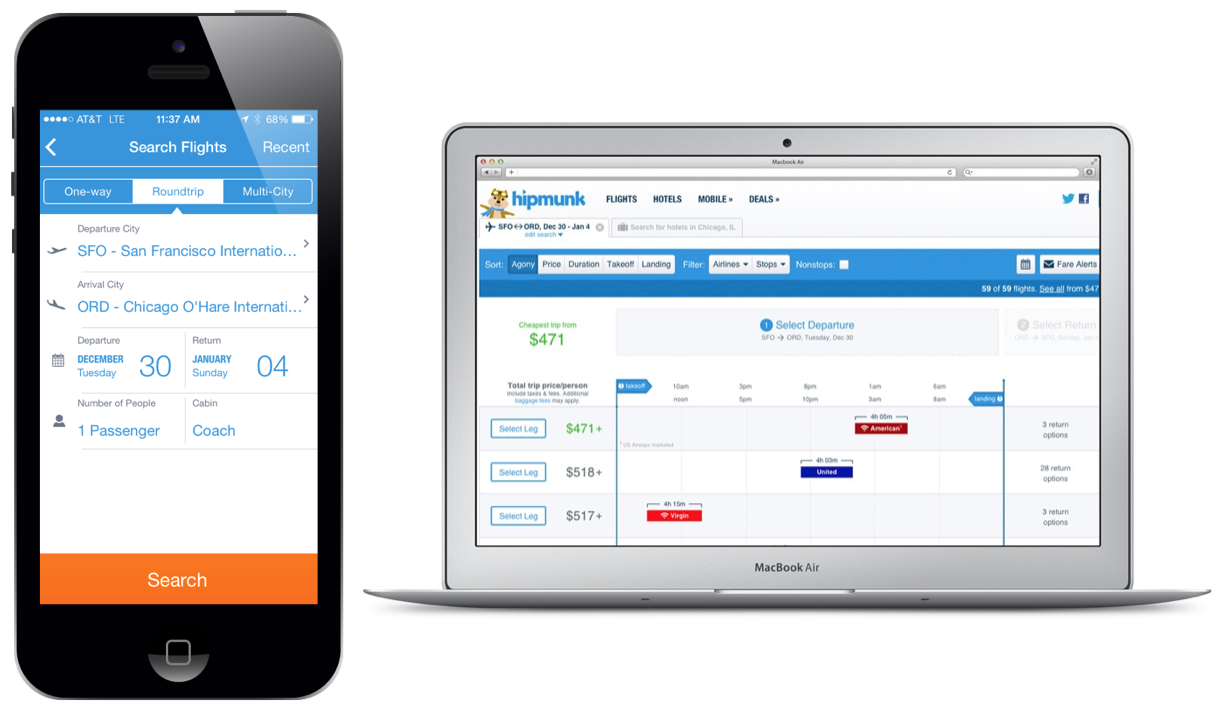 AT&T LTE 11:37 AM 68%
Search Flights Recent
One-way Roundtrip Multi-City
Departure City
SFO - San Francisco Internatio...
Arrival City
ORD - Chicago O'Hare Internati...
Departure Return
DECEMBER 30 JANUARY 04
Tuesday Sunday
Number of People Cabin
1 Passenger Coach
Search
Macbook Air
hipmunk FLIGHTS HOTELS MOBILE » DEALS »
SFO ↔ ORD, Dec 30 - Jan 4 Search for hotels in Chicago, IL
edit search ▼
Sort: Agony Price Duration Takeoff Landing Filter: Airlines Stops Nonstops: Fare Alerts
59 of 59 flights. See all from $47
Cheapest trip from
$471
1 Select Departure
SFO → ORD, Tuesday, Dec 30
2 Select Return
ORD → SFO, Sunday, Jan
Total trip price/person
Include taxes & fees. Additional
baggage fees may apply.
takeoff 10am 3pm 8pm 1am 6am
noon 5pm 10pm 3am 8am landing
4h 05m
Select Leg $471+ American¹ 3 return
options
¹ US Airways marketed
4h 03m
Select Leg $518+ United 28 return
options
4h 15m
Select Leg $517+ Virgin 3 return
options
MacBook Air